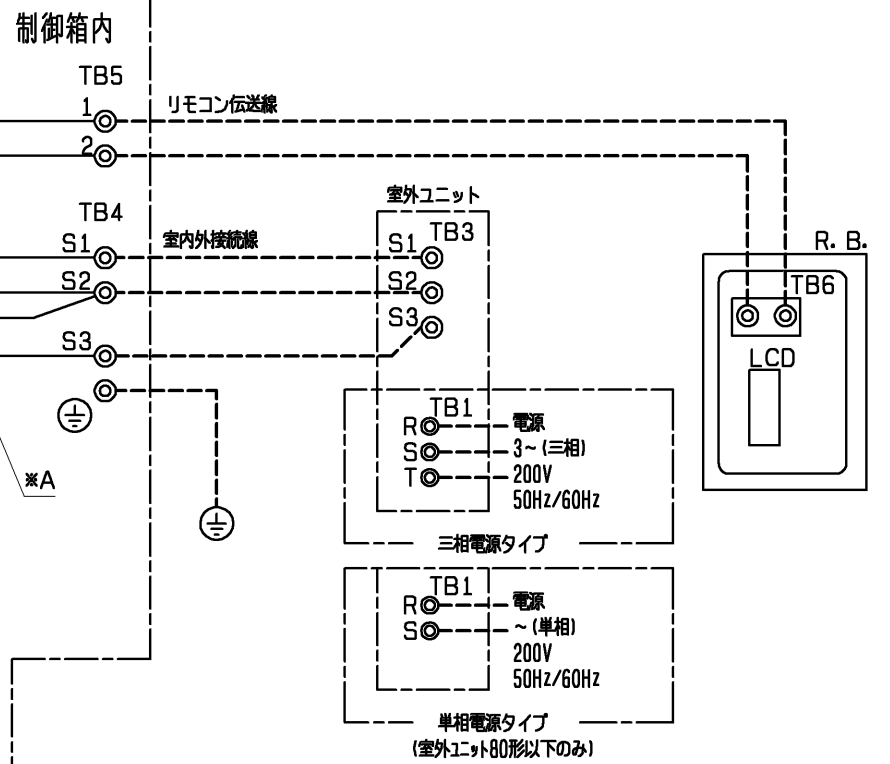 制御箱内
TB5
1
リモコン伝送線
2
室外ユニット
TB4
TB3
S1
室内外接続線
S1
R. B.
S2
S2
TB6
S3
S3
LCD
TB1
R
電源
S
3~(三相)
T
200V
※A
50Hz/60Hz
三相電源タイプ
TB1
R
電源
S
~(単相)
200V
50Hz/60Hz
単相電源タイプ
(室外ユニット80形以下のみ)